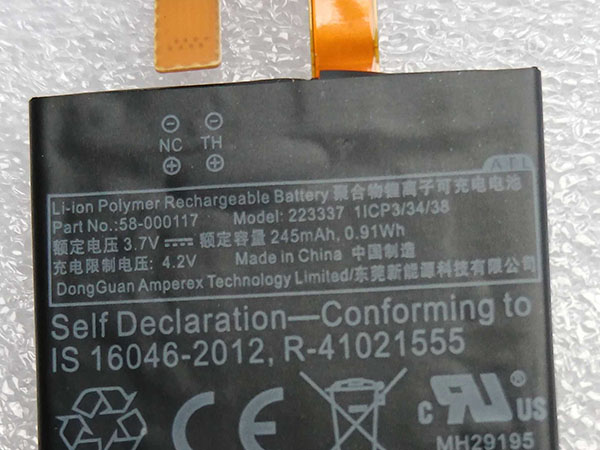 ⊖ ⊖
NC TH
⊕ ⊕
ATL
Li-ion Polymer Rechargeable Battery 聚合物锂离子可充电电池
Part No.:58-000117 Model: 223337 1ICP3/34/38
额定电压 3.7V⎓ 额定容量 245mAh, 0.91Wh
充电限制电压: 4.2V Made in China 中国制造
DongGuan Amperex Technology Limited/东莞新能源科技有限公司
Self Declaration—Conforming to
IS 16046-2012, R-41021555
CE
c RU US
MH29195